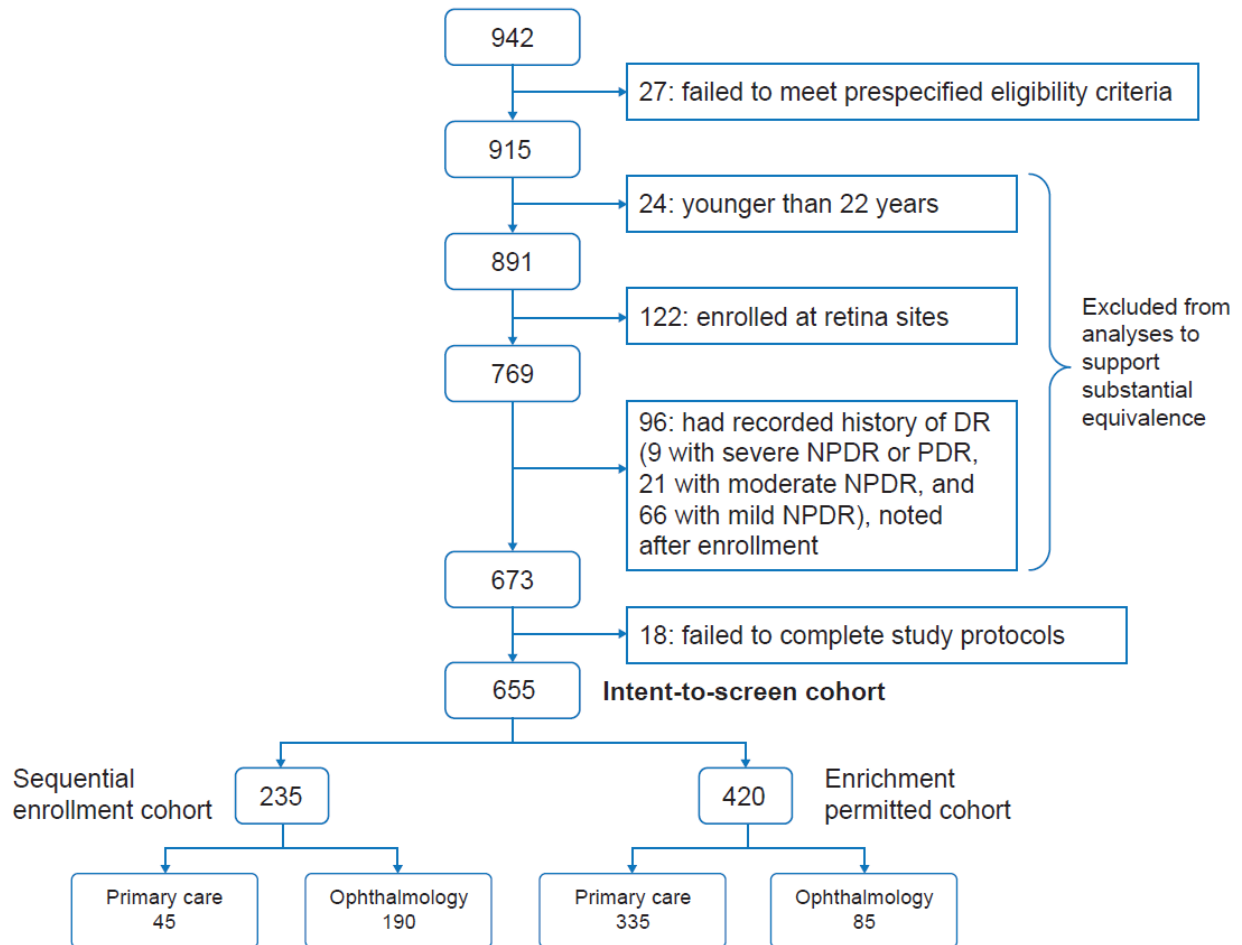 942
27: failed to meet prespecified eligibility criteria
915
24: younger than 22 years
891
122: enrolled at retina sites
769
96: had recorded history of DR
(9 with severe NPDR or PDR,
21 with moderate NPDR, and
66 with mild NPDR), noted
after enrollment
Excluded from
analyses to
support
substantial
equivalence
673
18: failed to complete study protocols
655
Intent-to-screen cohort
Sequential
enrollment cohort
235
420
Enrichment
permitted cohort
Primary care
45
Ophthalmology
190
Primary care
335
Ophthalmology
85